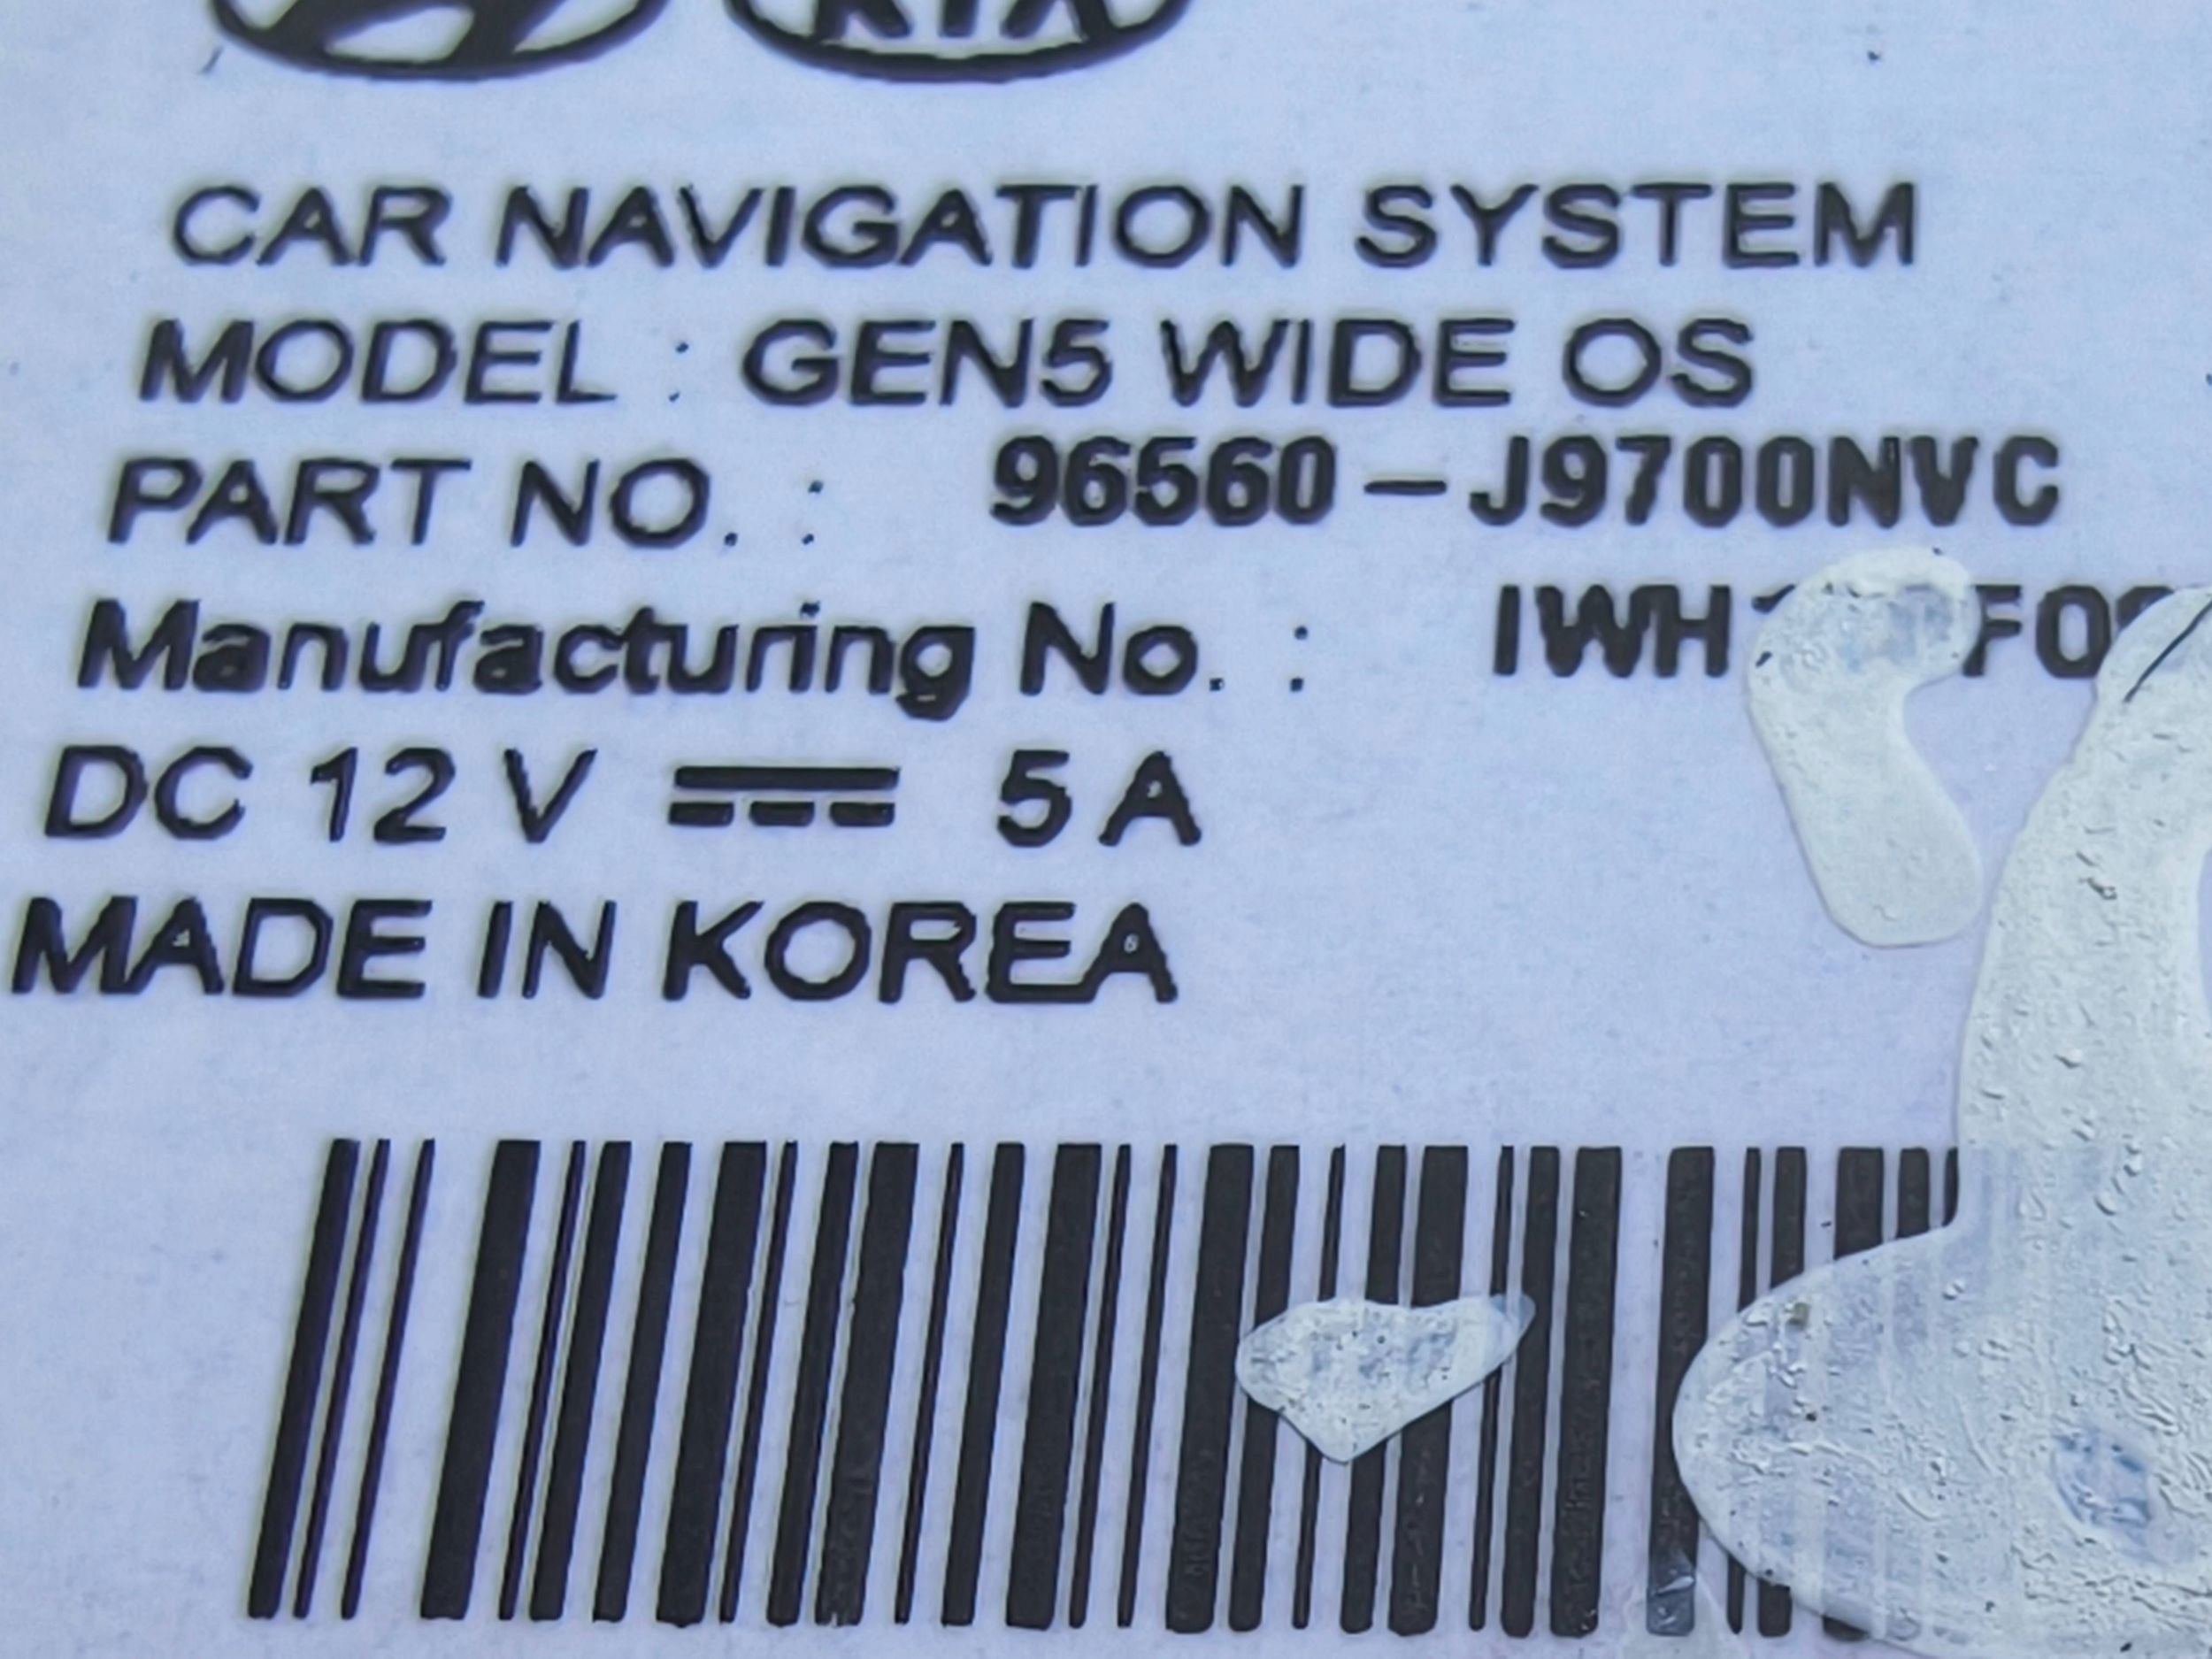 KIA
CAR NAVIGATION SYSTEM
MODEL : GEN5 WIDE OS
PART NO. : 96560-J9700NVC
Manufacturing No. :
DC 12 V ⎓ 5 A
MADE IN KOREA